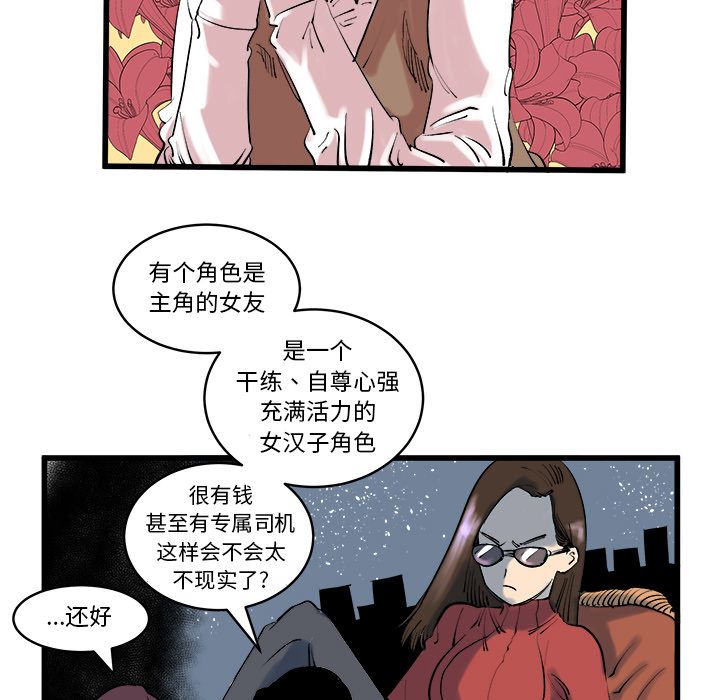 有个角色是
主角的女友
是一个
干练、自尊心强
充满活力的
女汉子角色
很有钱
甚至有专属司机
这样会不会太
不现实了?
...还好